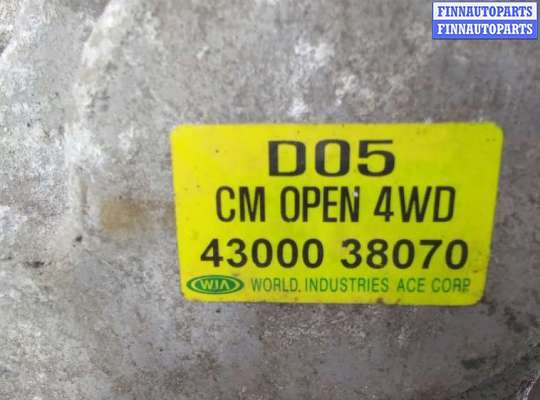 FINNAUTOPARTS
FINNAUTOPARTS
D05
CM OPEN 4WD
43000 38070
WIA WORLD INDUSTRIES ACE CORP